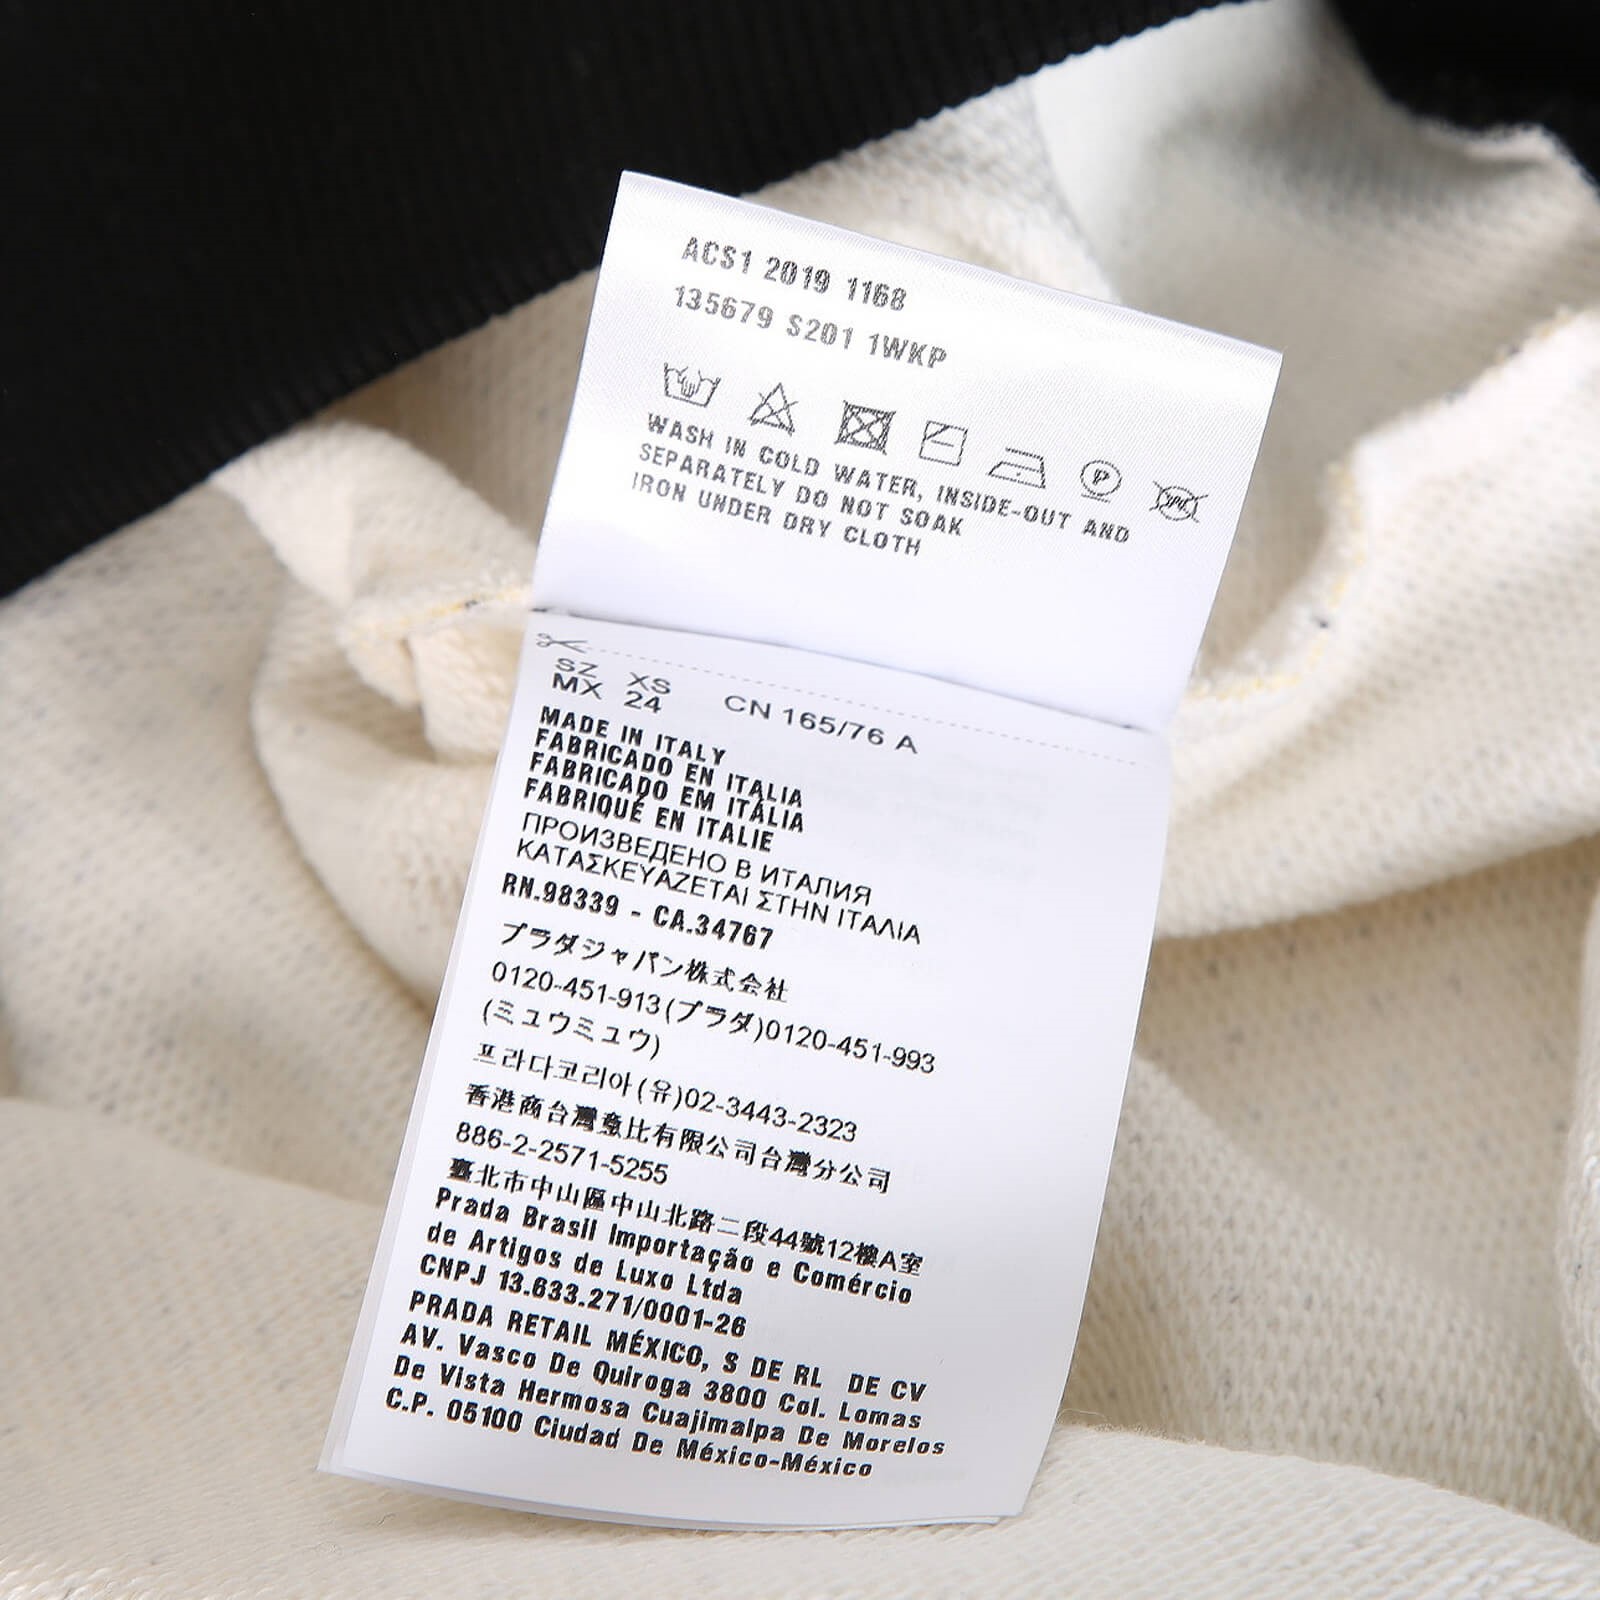 ACS1 2019 1168
135679 S201 1WKP
P
WASH IN COLD WATER, INSIDE-OUT AND
SEPARATELY DO NOT SOAK
IRON UNDER DRY CLOTH
SZ XS
MX 24 CN 165/76 A
MADE IN ITALY
FABRICADO EN ITALIA
FABRICADO EM ITÁLIA
FABRIQUÉ EN ITALIE
ПРОИЗВЕДЕНО В ИТАЛИЯ
ΚΑΤΑΣΚΕΥΑΖΕΤΑΙ ΣΤΗΝ ΙΤΑΛΙΑ
RN.98339 - CA.34767
プラダジャパン株式会社
0120-451-913(プラダ)0120-451-993
(ミュウミュウ)
프라다코리아(유)02-3443-2323
香港商台灣意比有限公司台灣分公司
886-2-2571-5255
臺北市中山區中山北路二段44號12樓A室
Prada Brasil Importação e Comércio
de Artigos de Luxo Ltda
CNPJ 13.633.271/0001-26
PRADA RETAIL MÉXICO, S DE RL DE CV
AV. Vasco De Quiroga 3800 Col. Lomas
De Vista Hermosa Cuajimalpa De Morelos
C.P. 05100 Ciudad De México-México